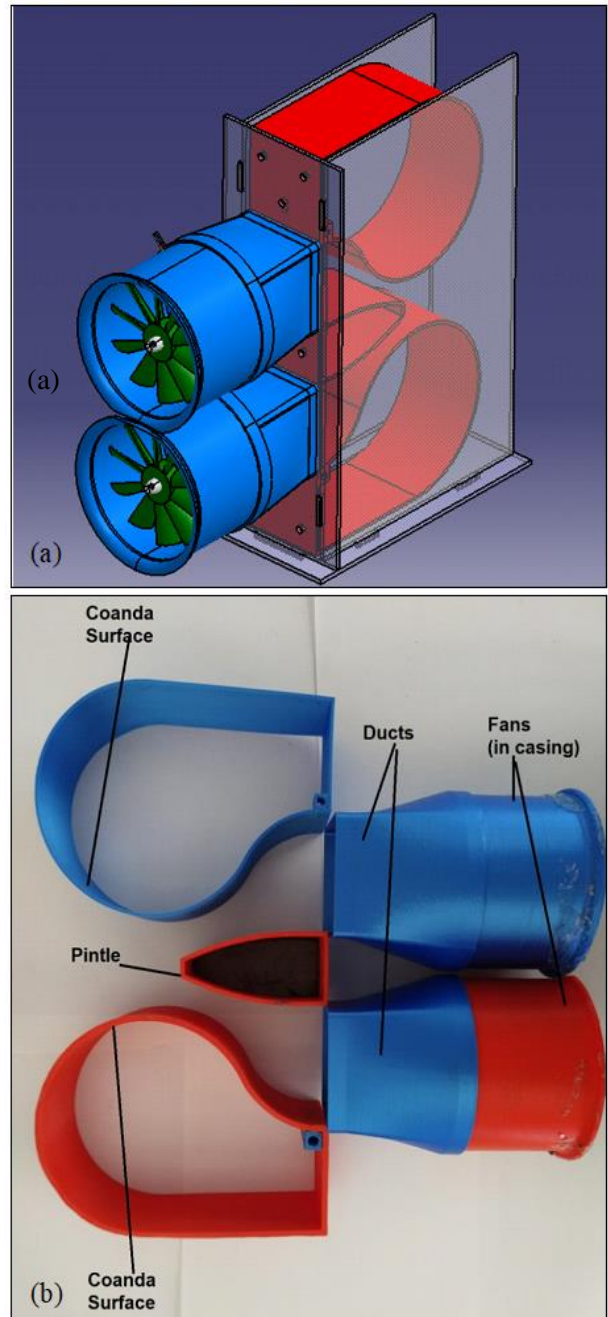 (a)
(a)
Coanda
Surface
Ducts
Fans
(in casing)
Pintle
Coanda
Surface
(b)